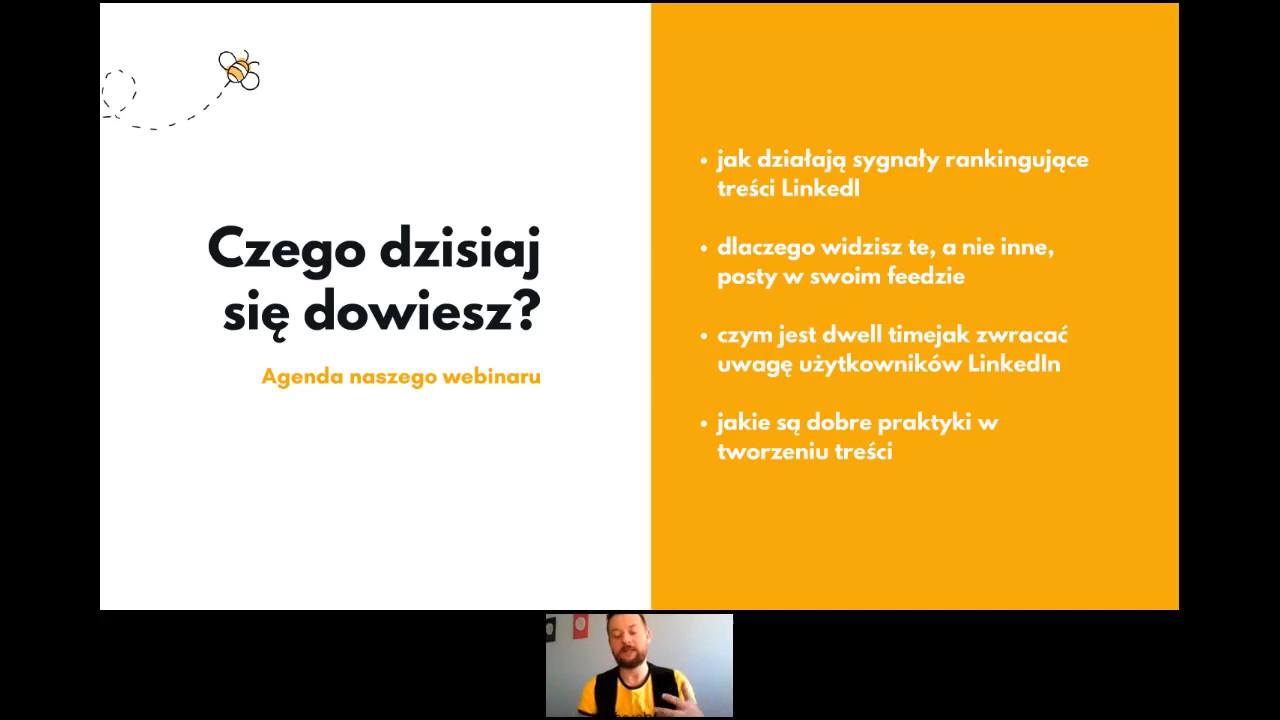 Czego dzisiaj
się dowiesz?
Agenda naszego webinaru
• jak działają sygnały rankingujące
treści LinkedI
• dlaczego widzisz te, a nie inne,
posty w swoim feedzie
• czym jest dwell timejak zwracać
uwagę użytkowników LinkedIn
• jakie są dobre praktyki w
tworzeniu treści